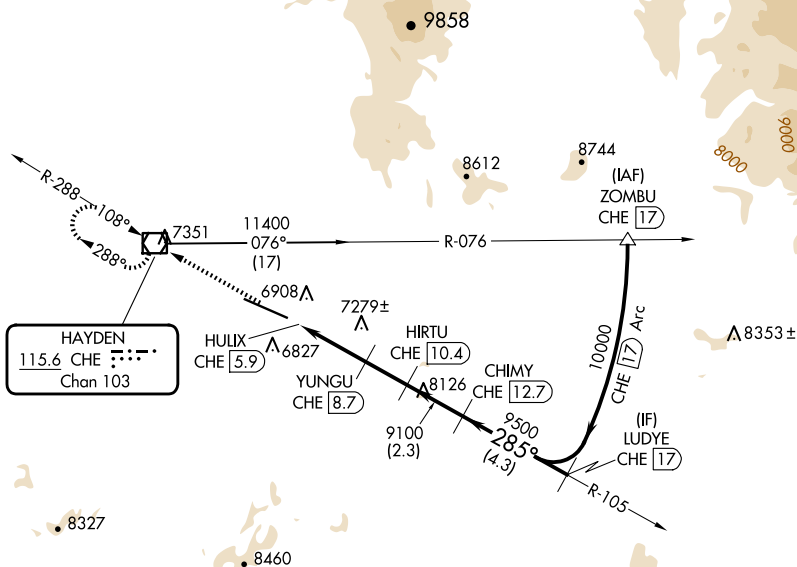 9858
8744
8612
9000
8000
(IAF)
ZOMBU
CHE 17
R-288
108°
288°
7351
11400
076°
(17)
R-076
6908
7279±
HULIX
CHE 5.9
6827
HIRTU
CHE 10.4
YUNGU
CHE 8.7
8126
CHIMY
CHE 12.7
10000
CHE 17 Arc
8353±
HAYDEN
115.6 CHE
Chan 103
9100
(2.3)
9500
285°
(4.3)
(IF)
LUDYE
CHE 17
R-105
8327
8460